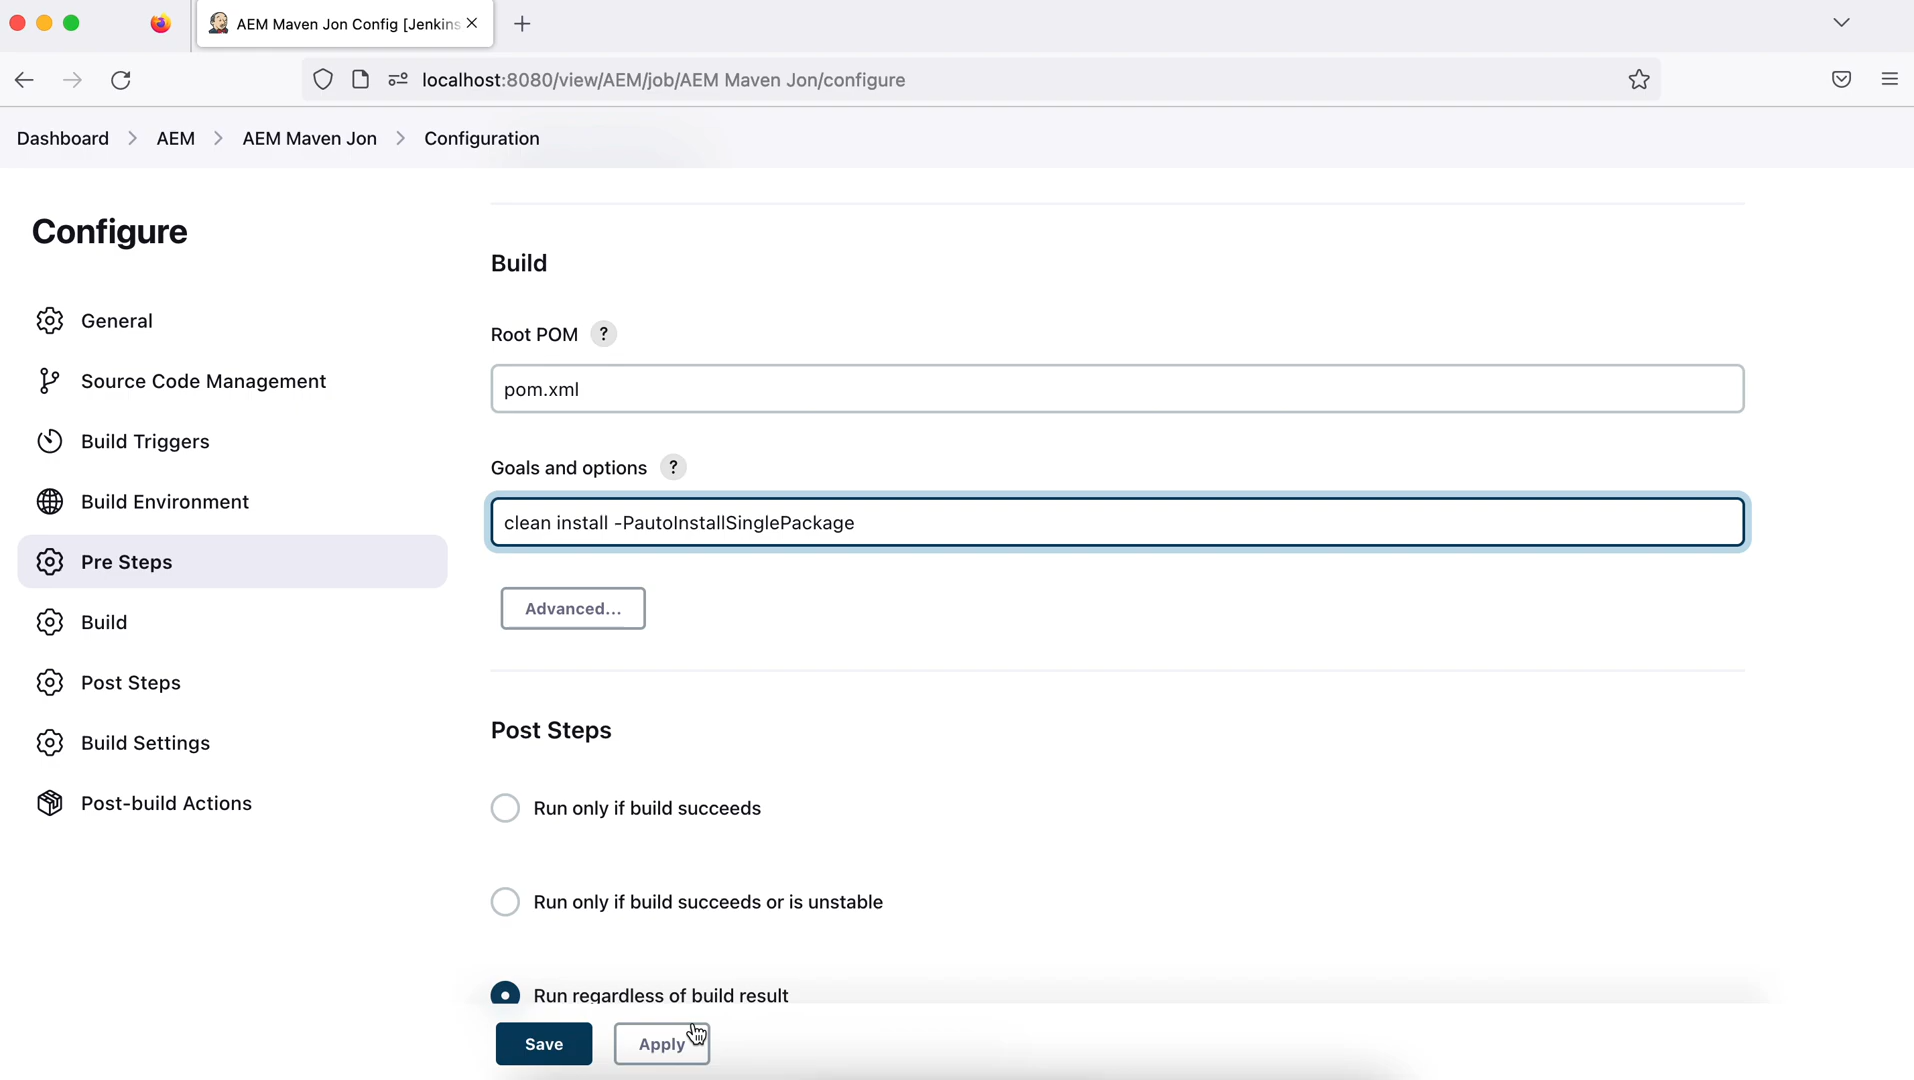 AEM Maven Jon Config [Jenkins
localhost:8080/view/AEM/job/AEM Maven Jon/configure
Dashboard > AEM > AEM Maven Jon > Configuration
Configure
General
Source Code Management
Build Triggers
Build Environment
Pre Steps
Build
Post Steps
Build Settings
Post-build Actions
Build
Root POM ?
pom.xml
Goals and options ?
clean install -PautoInstallSinglePackage
Advanced...
Post Steps
Run only if build succeeds
Run only if build succeeds or is unstable
Run regardless of build result
Save Apply